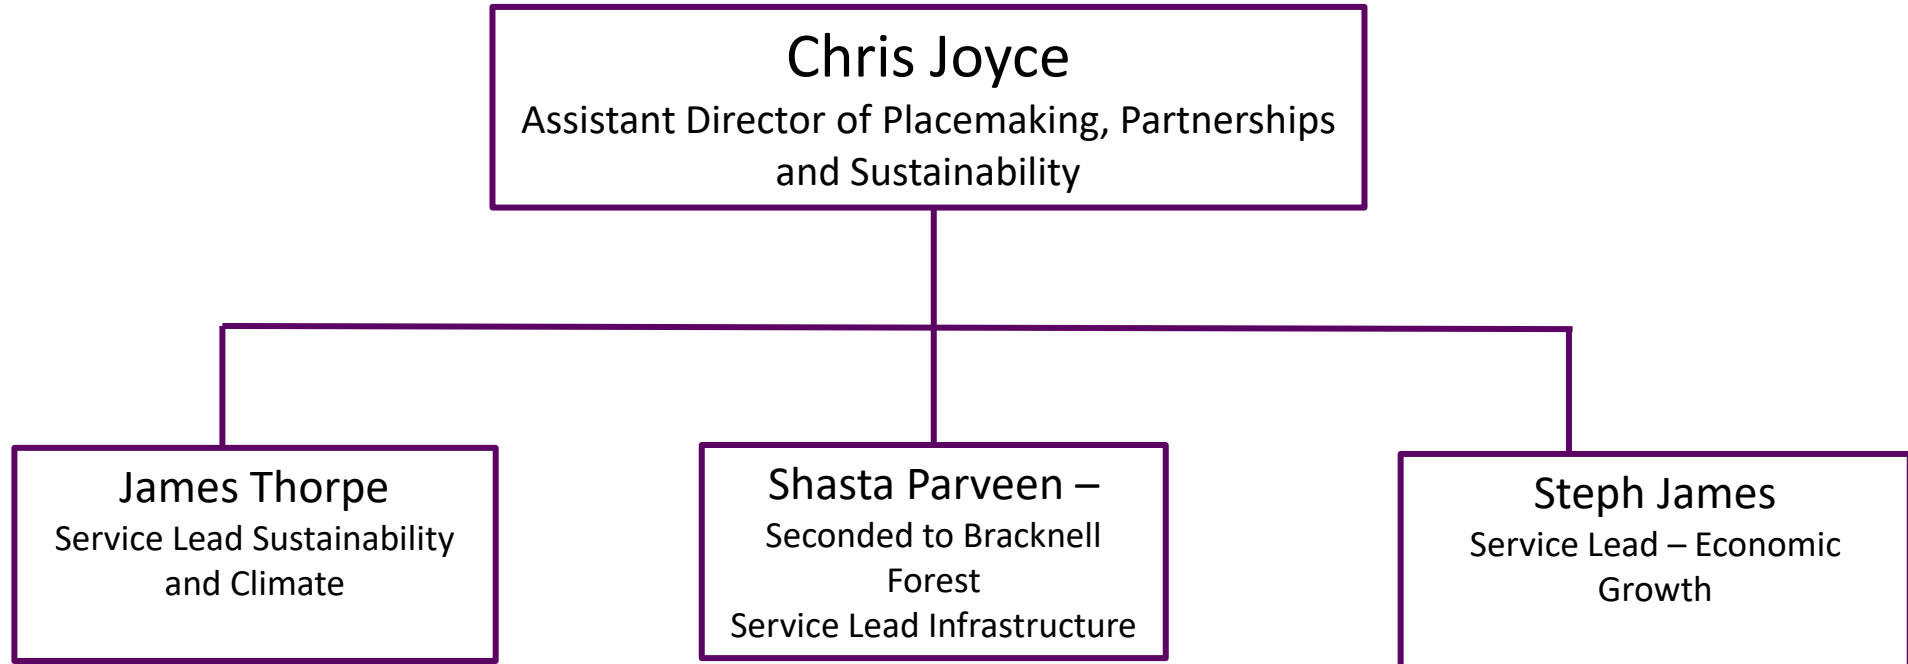 Chris Joyce
Assistant Director of Placemaking, Partnerships
and Sustainability
James Thorpe
Service Lead Sustainability
and Climate
Shasta Parveen –
Seconded to Bracknell
Forest
Service Lead Infrastructure
Steph James
Service Lead – Economic
Growth